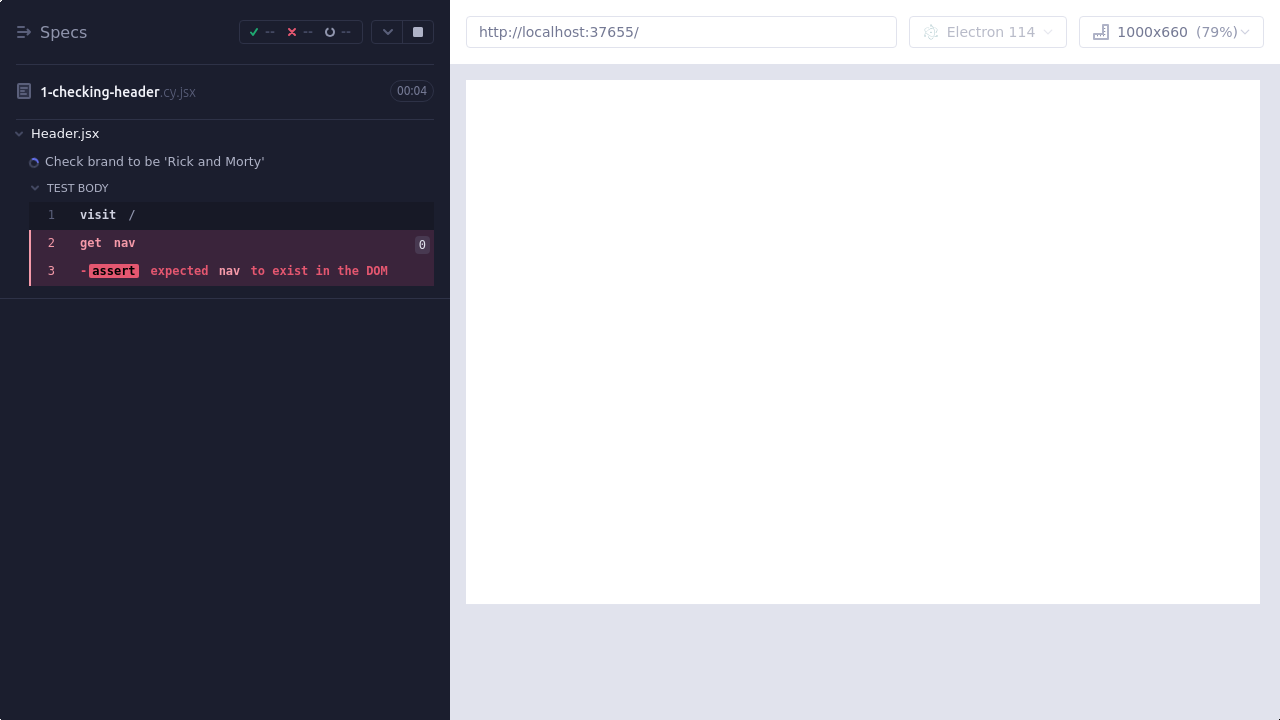 Specs
-- -- --
1-checking-header.cy.jsx 00:04
Header.jsx
Check brand to be 'Rick and Morty'
TEST BODY
1 visit /
2 get nav 0
3 -assert expected nav to exist in the DOM
http://localhost:37655/ Electron 114 1000x660 (79%)